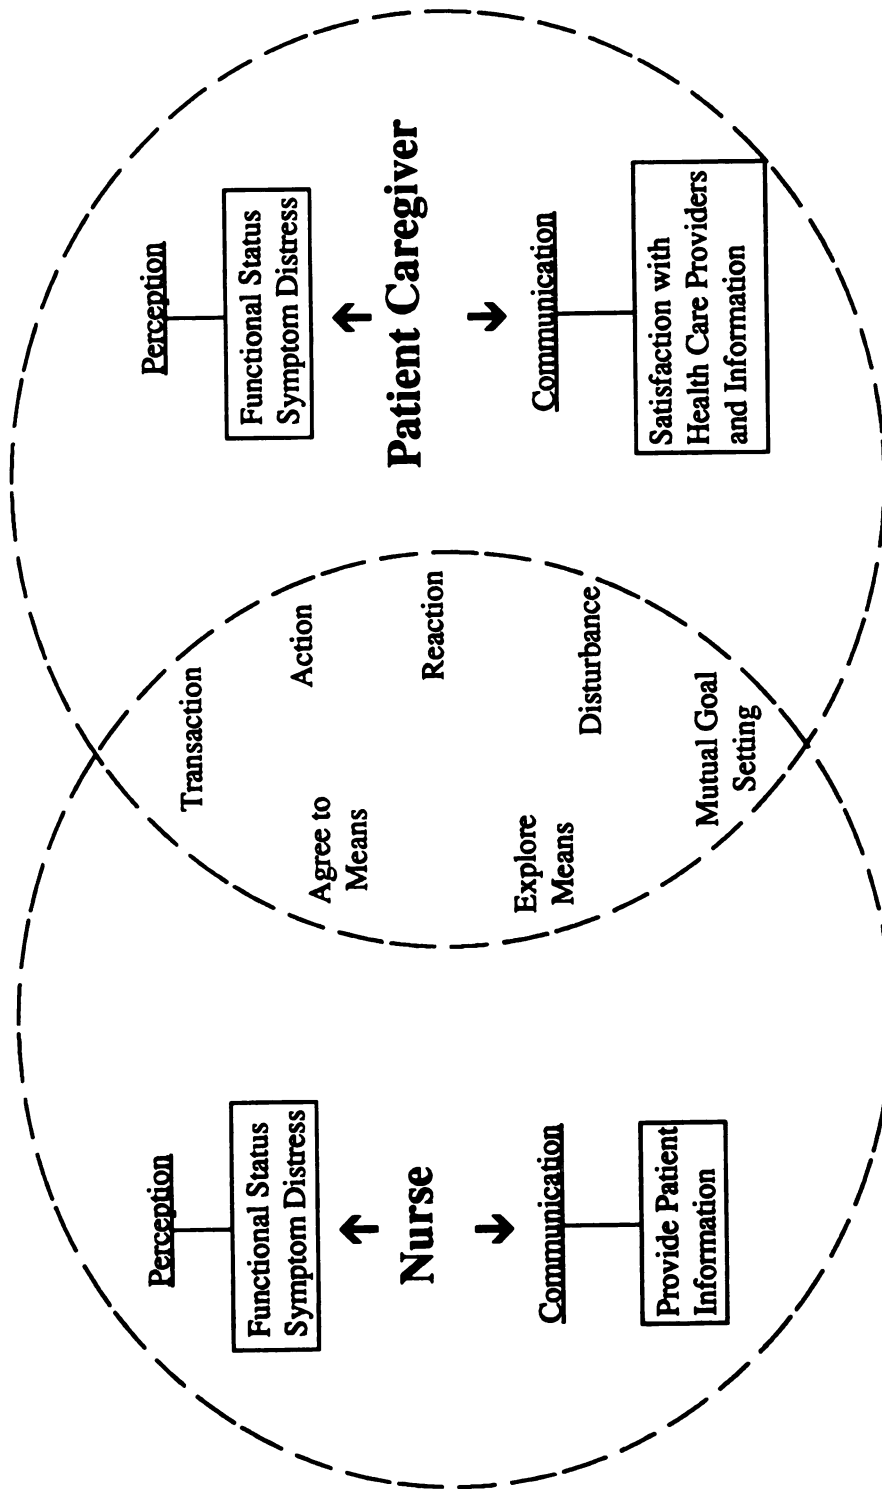 Perception
Functional Status
Symptom Distress
Nurse
Communication
Provide Patient
Information
Transaction
Agree to
Means
Action
Reaction
Explore
Means
Disturbance
Mutual Goal
Setting
Perception
Functional Status
Symptom Distress
Patient Caregiver
Communication
Satisfaction with
Health Care Providers
and Information